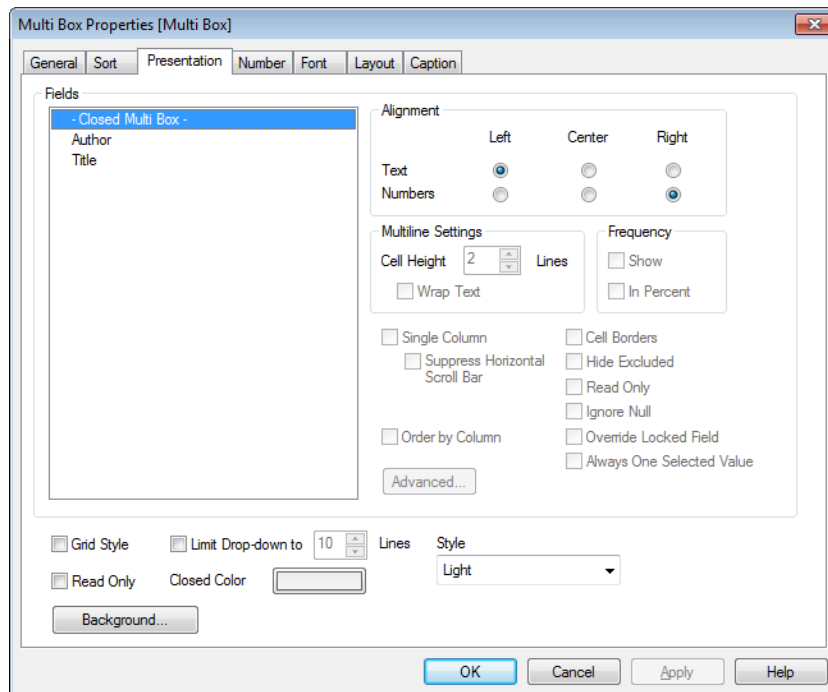 Multi Box Properties [Multi Box]
General Sort Presentation Number Font Layout Caption
Fields
- Closed Multi Box -
Author
Title
Alignment
Left Center Right
Text
Numbers
Multiline Settings
Cell Height 2 Lines
Wrap Text
Frequency
Show
In Percent
Single Column
Suppress Horizontal
Scroll Bar
Order by Column
Advanced...
Cell Borders
Hide Excluded
Read Only
Ignore Null
Override Locked Field
Always One Selected Value
Grid Style Limit Drop-down to 10 Lines Style
Read Only Closed Color Light
Background...
OK Cancel Apply Help